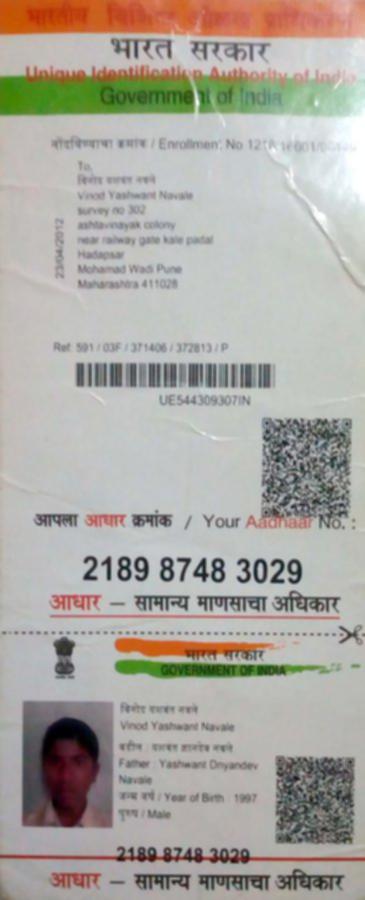 भारतीय विशिष्ट ओळख प्राधिकरण
भारत सरकार
Unique Identification Authority of India
Government of India
नोंदविण्याचा क्रमांक / Enrollment No
To,
विनोद यशवंत नवले
Vinod Yashwant Navale
survey no 302
ashtavinayak colony
near railway gate kale padal
Hadapsar
Mohamad Wadi Pune
Maharashtra 411028
23/04/2012
Ref: 591 / 03F / 371406 / 372813 / P
UE544309307IN
आपला आधार क्रमांक / Your Aadhaar No. :
2189 8748 3029
आधार – सामान्य माणसाचा अधिकार
भारत सरकार
GOVERNMENT OF INDIA
विनोद यशवंत नवले
Vinod Yashwant Navale
वडील : यशवंत ज्ञानदेव नवले
Father : Yashwant Dnyandev
Navale
जन्म वर्ष / Year of Birth : 1997
पुरुष / Male
2189 8748 3029
आधार – सामान्य माणसाचा अधिकार